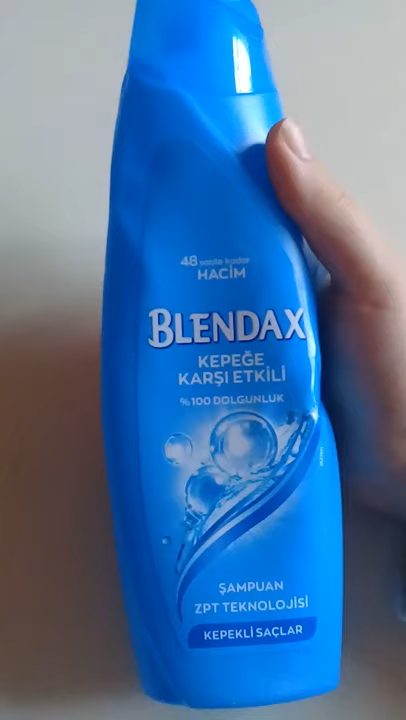 48 saate kadar
HACİM
BLENDAX
KEPEĞE
KARŞI ETKİLİ
%100 DOLGUNLUK
ŞAMPUAN
ZPT TEKNOLOJİSİ
KEPEKLİ SAÇLAR